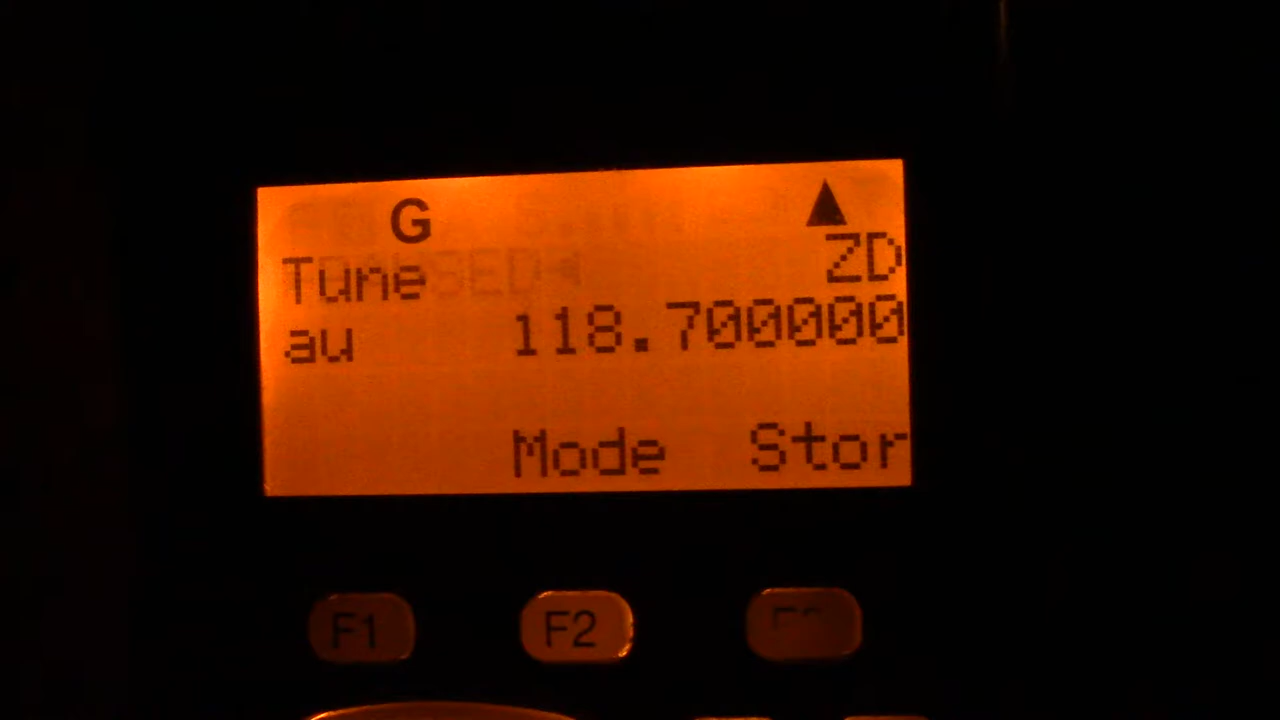 G ▲
Tune ZD
au 118.700000
Mode Stor
F1 F2